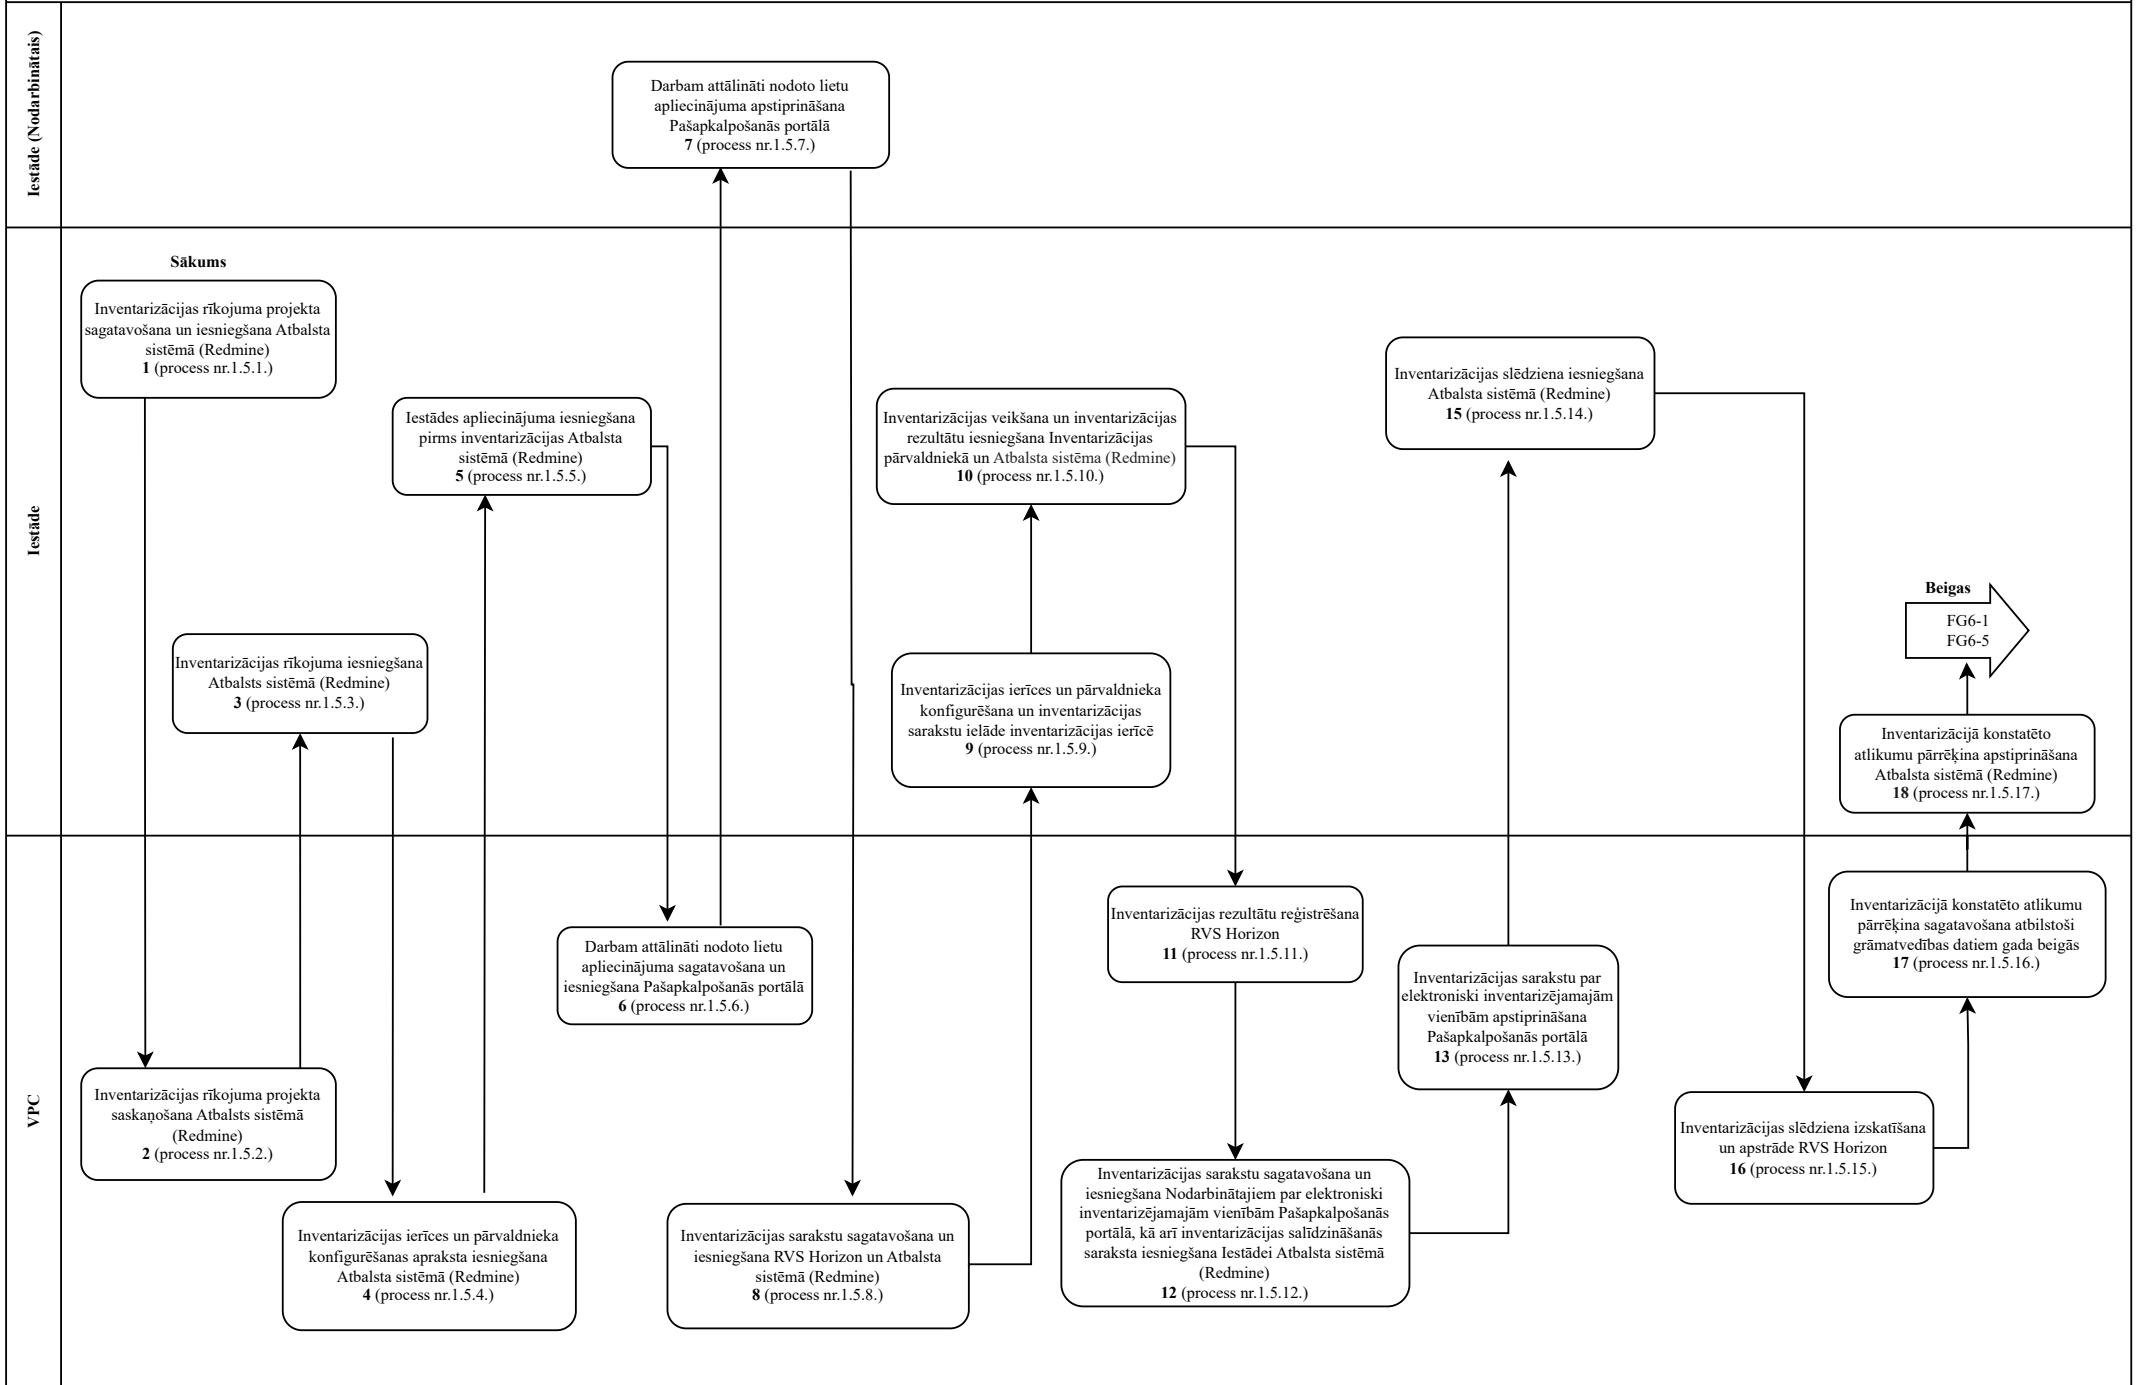 Iestāde (Nodarbinātais)
Darbam attālināti nodoto lietu
apliecinājuma apstiprināšana
Pašapkalpošanās portālā
7 (process nr.1.5.7.)
Iestāde
Sākums
Inventarizācijas rīkojuma projekta
sagatavošana un iesniegšana Atbalsta
sistēmā (Redmine)
1 (process nr.1.5.1.)
Inventarizācijas rīkojuma iesniegšana
Atbalsts sistēmā (Redmine)
3 (process nr.1.5.3.)
Iestādes apliecinājuma iesniegšana
pirms inventarizācijas Atbalsta
sistēmā (Redmine)
5 (process nr.1.5.5.)
Inventarizācijas veikšana un inventarizācijas
rezultātu iesniegšana Inventarizācijas
pārvaldniekā un Atbalsta sistēma (Redmine)
10 (process nr.1.5.10.)
Inventarizācijas ierīces un pārvaldnieka
konfigurēšana un inventarizācijas
sarakstu ielāde inventarizācijas ierīcē
9 (process nr.1.5.9.)
Inventarizācijas slēdziena iesniegšana
Atbalsta sistēmā (Redmine)
15 (process nr.1.5.14.)
Beigas
FG6-1
FG6-5
Inventarizācijā konstatēto
atlikumu pārrēķina apstiprināšana
Atbalsta sistēmā (Redmine)
18 (process nr.1.5.17.)
VPC
Inventarizācijas rīkojuma projekta
saskaņošana Atbalsts sistēmā
(Redmine)
2 (process nr.1.5.2.)
Inventarizācijas ierīces un pārvaldnieka
konfigurēšanas apraksta iesniegšana
Atbalsta sistēmā (Redmine)
4 (process nr.1.5.4.)
Darbam attālināti nodoto lietu
apliecinājuma sagatavošana un
iesniegšana Pašapkalpošanās portālā
6 (process nr.1.5.6.)
Inventarizācijas sarakstu sagatavošana un
iesniegšana RVS Horizon un Atbalsta
sistēmā (Redmine)
8 (process nr.1.5.8.)
Inventarizācijas rezultātu reģistrēšana
RVS Horizon
11 (process nr.1.5.11.)
Inventarizācijas sarakstu sagatavošana un
iesniegšana Nodarbinātajiem par elektroniski
inventarizējamajām vienībām Pašapkalpošanās
portālā, kā arī inventarizācijas salīdzināšanās
saraksta iesniegšana Iestādei Atbalsta sistēmā
(Redmine)
12 (process nr.1.5.12.)
Inventarizācijas sarakstu par
elektroniski inventarizējamajām
vienībām apstiprināšana
Pašapkalpošanās portālā
13 (process nr.1.5.13.)
Inventarizācijas slēdziena izskatīšana
un apstrāde RVS Horizon
16 (process nr.1.5.15.)
Inventarizācijā konstatēto atlikumu
pārrēķina sagatavošana atbilstoši
grāmatvedības datiem gada beigās
17 (process nr.1.5.16.)